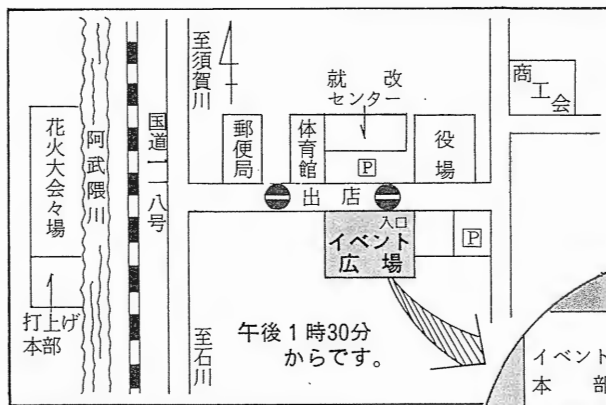 至須賀川
就改
センター
商工会
花火大会々場
阿武隈川
国道一一八号
郵便局
体育館
P
役場
出店
入口
イベント
広場
P
打上げ
本部
至石川
午後1時30分
からです。
イベント
本部